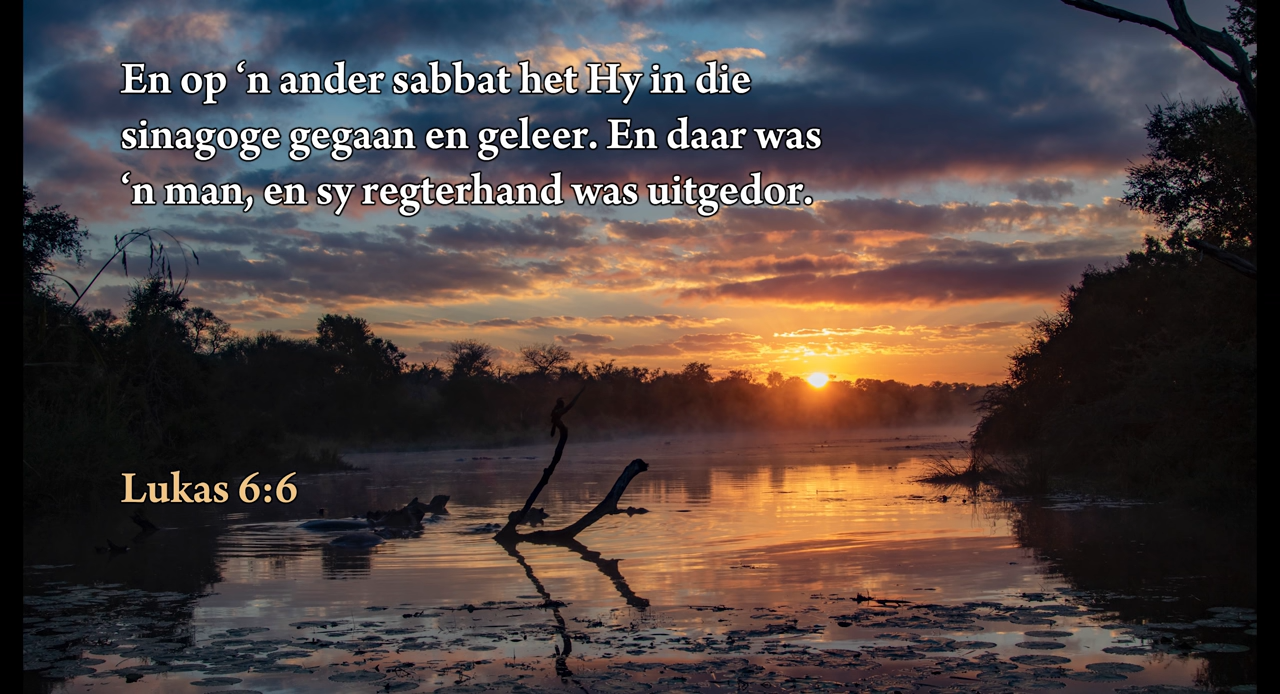 En op ‘n ander sabbat het Hy in die
sinagoge gegaan en geleer. En daar was
‘n man, en sy regterhand was uitgedor.
Lukas 6:6